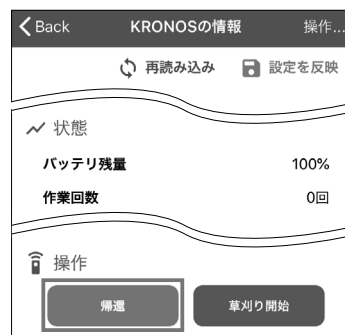 Back KRONOSの情報 操作...
再読み込み 設定を反映
状態
バッテリ残量 100%
作業回数 0回
操作
帰還 草刈り開始